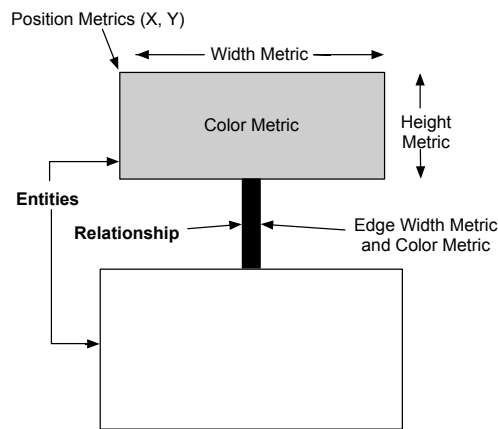 Position Metrics (X, Y)
Width Metric
Color Metric
Height
Metric
Entities
Relationship
Edge Width Metric
and Color Metric